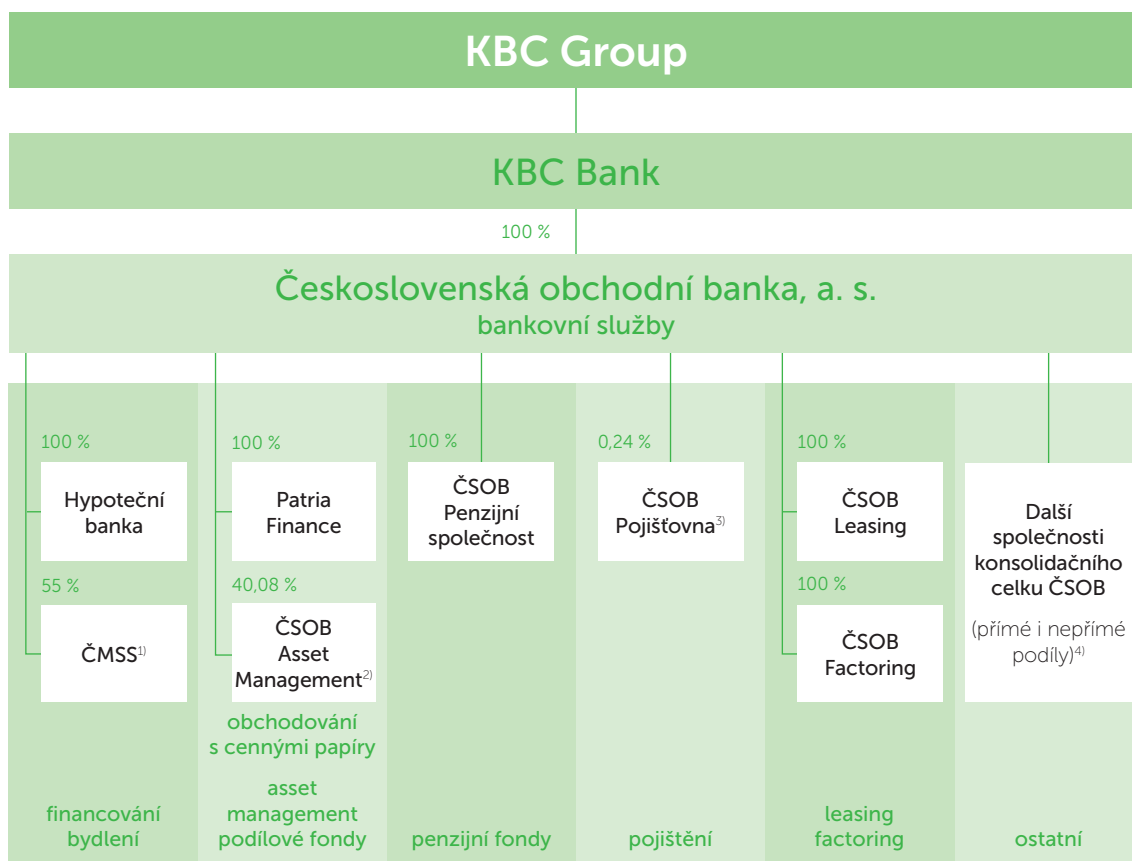 KBC Group
KBC Bank
100 %
Československá obchodní banka, a. s.
bankovní služby
100 %
Hypoteční
banka
55 %
ČMSS1)
financování
bydlení
100 %
Patria
Finance
40,08 %
ČSOB
Asset
Management2)
obchodování
s cennými papíry
asset
management
podílové fondy
100 %
ČSOB
Penzijní
společnost
penzijní fondy
0,24 %
ČSOB
Pojišťovna3)
pojištění
100 %
ČSOB
Leasing
100 %
ČSOB
Factoring
leasing
factoring
Další
společnosti
konsolidačního
celku ČSOB
(přímé i nepřímé
podíly)4)
ostatní